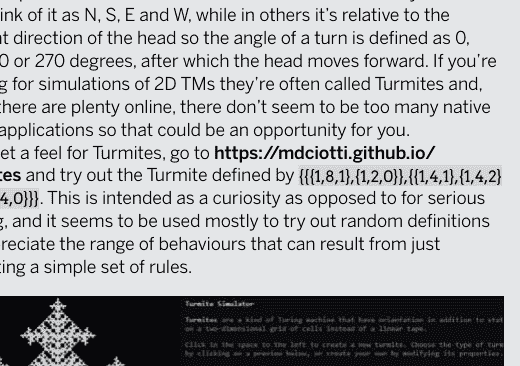 ink of it as N, S, E and W, while in others it's relative to the
t direction of the head so the angle of a turn is defined as 0,
0 or 270 degrees, after which the head moves forward. If you're
g for simulations of 2D TMs they're often called Turmites and,
there are plenty online, there don't seem to be too many native
applications so that could be an opportunity for you.
et a feel for Turmites, go to https://mdciotti.github.io/
tes and try out the Turmite defined by {{{1,8,1},{1,2,0}},{{1,4,1},{1,4,2}
4,0}}}. This is intended as a curiosity as opposed to for serious
g, and it seems to be used mostly to try out random definitions
reciate the range of behaviours that can result from just
ting a simple set of rules.
Turmite Simulator
Turmites are a kind of Turing machine that have orientation in addition to stat
on a two-dimensional grid of cells instead of a linear tape.
Click in the space to the left to create a new turmite. Choose the type of turm
by clicking on a preview below, or create your own by modifying its properties.